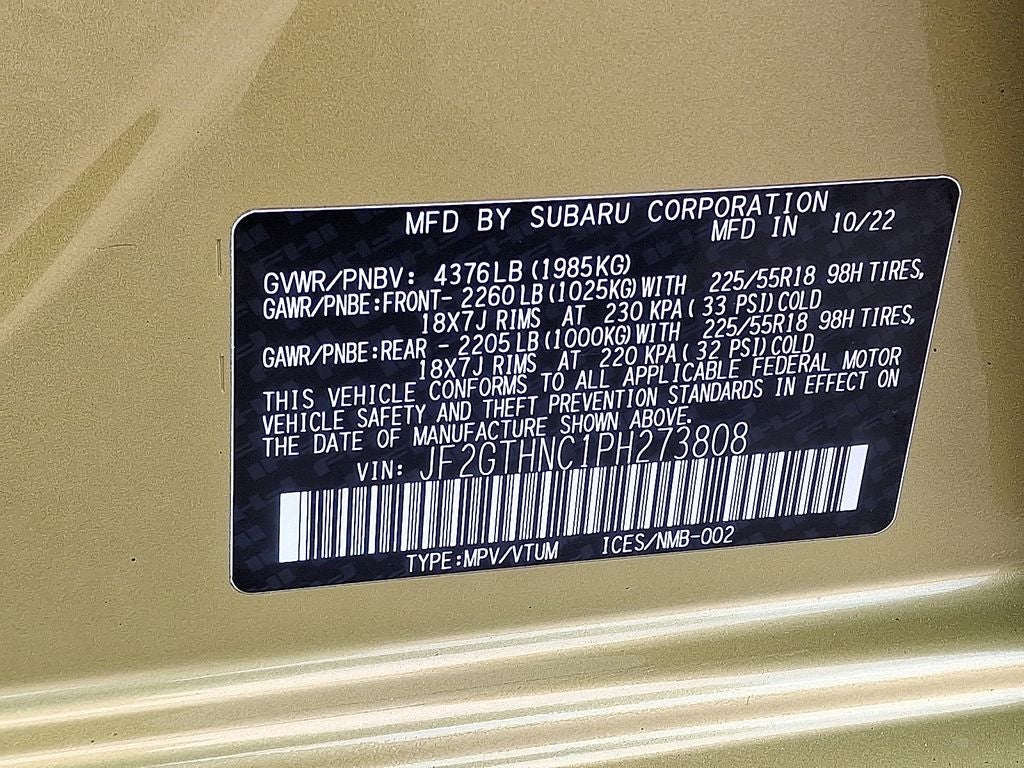 MFD BY SUBARU CORPORATION
MFD IN 10/22
GVWR/PNBV: 4376LB (1985KG)
GAWR/PNBE:FRONT- 2260LB (1025KG) WITH 225/55R18 98H TIRES,
18X7J RIMS AT 230 KPA ( 33 PSI) COLD
GAWR/PNBE:REAR - 2205LB (1000KG) WITH 225/55R18 98H TIRES,
18X7J RIMS AT 220 KPA ( 32 PSI) COLD
THIS VEHICLE CONFORMS TO ALL APPLICABLE FEDERAL MOTOR
VEHICLE SAFETY AND THEFT PREVENTION STANDARDS IN EFFECT ON
THE DATE OF MANUFACTURE SHOWN ABOVE.
VIN: JF2GTHNC1PH273808
TYPE:MPV/VTUM ICES/NMB-002